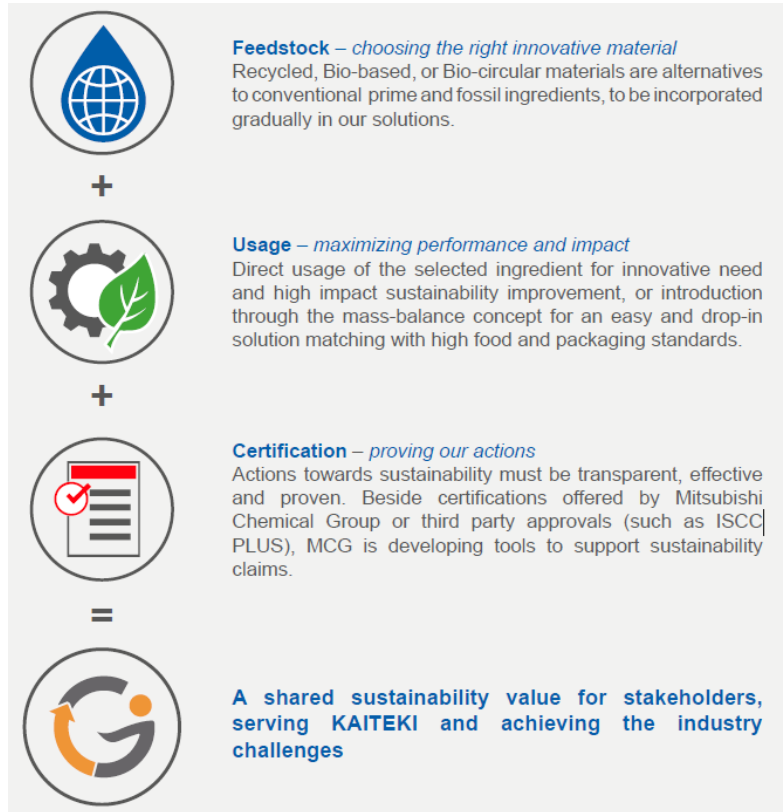 Feedstock – choosing the right innovative material
Recycled, Bio-based, or Bio-circular materials are alternatives
to conventional prime and fossil ingredients, to be incorporated
gradually in our solutions.
+
Usage – maximizing performance and impact
Direct usage of the selected ingredient for innovative need
and high impact sustainability improvement, or introduction
through the mass-balance concept for an easy and drop-in
solution matching with high food and packaging standards.
+
Certification – proving our actions
Actions towards sustainability must be transparent, effective
and proven. Beside certifications offered by Mitsubishi
Chemical Group or third party approvals (such as ISCC
PLUS), MCG is developing tools to support sustainability
claims.
=
A shared sustainability value for stakeholders,
serving KAITEKI and achieving the industry
challenges